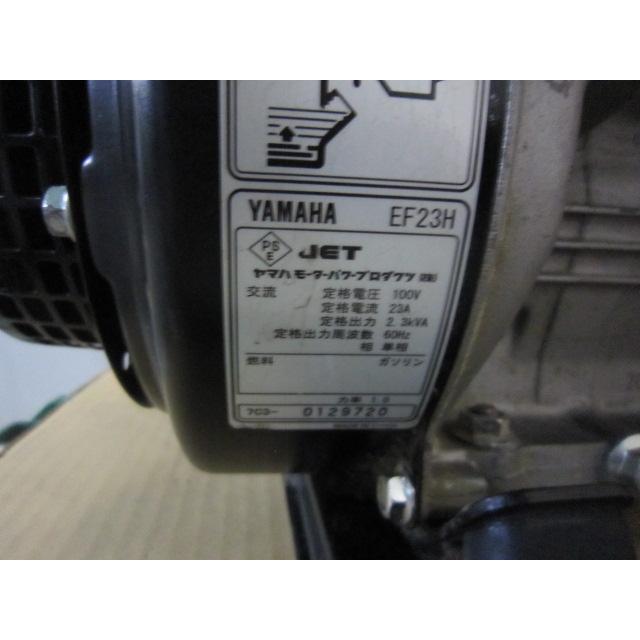 YAMAHA EF23H
PS E JET
ヤマハモーターパワープロダクツ㈱
交流 定格電圧 100V
定格電流 23A
定格出力 2.3kVA
定格出力周波数 60Hz
相 単相
燃料 ガソリン
力率 1.0
7C3- 0129720